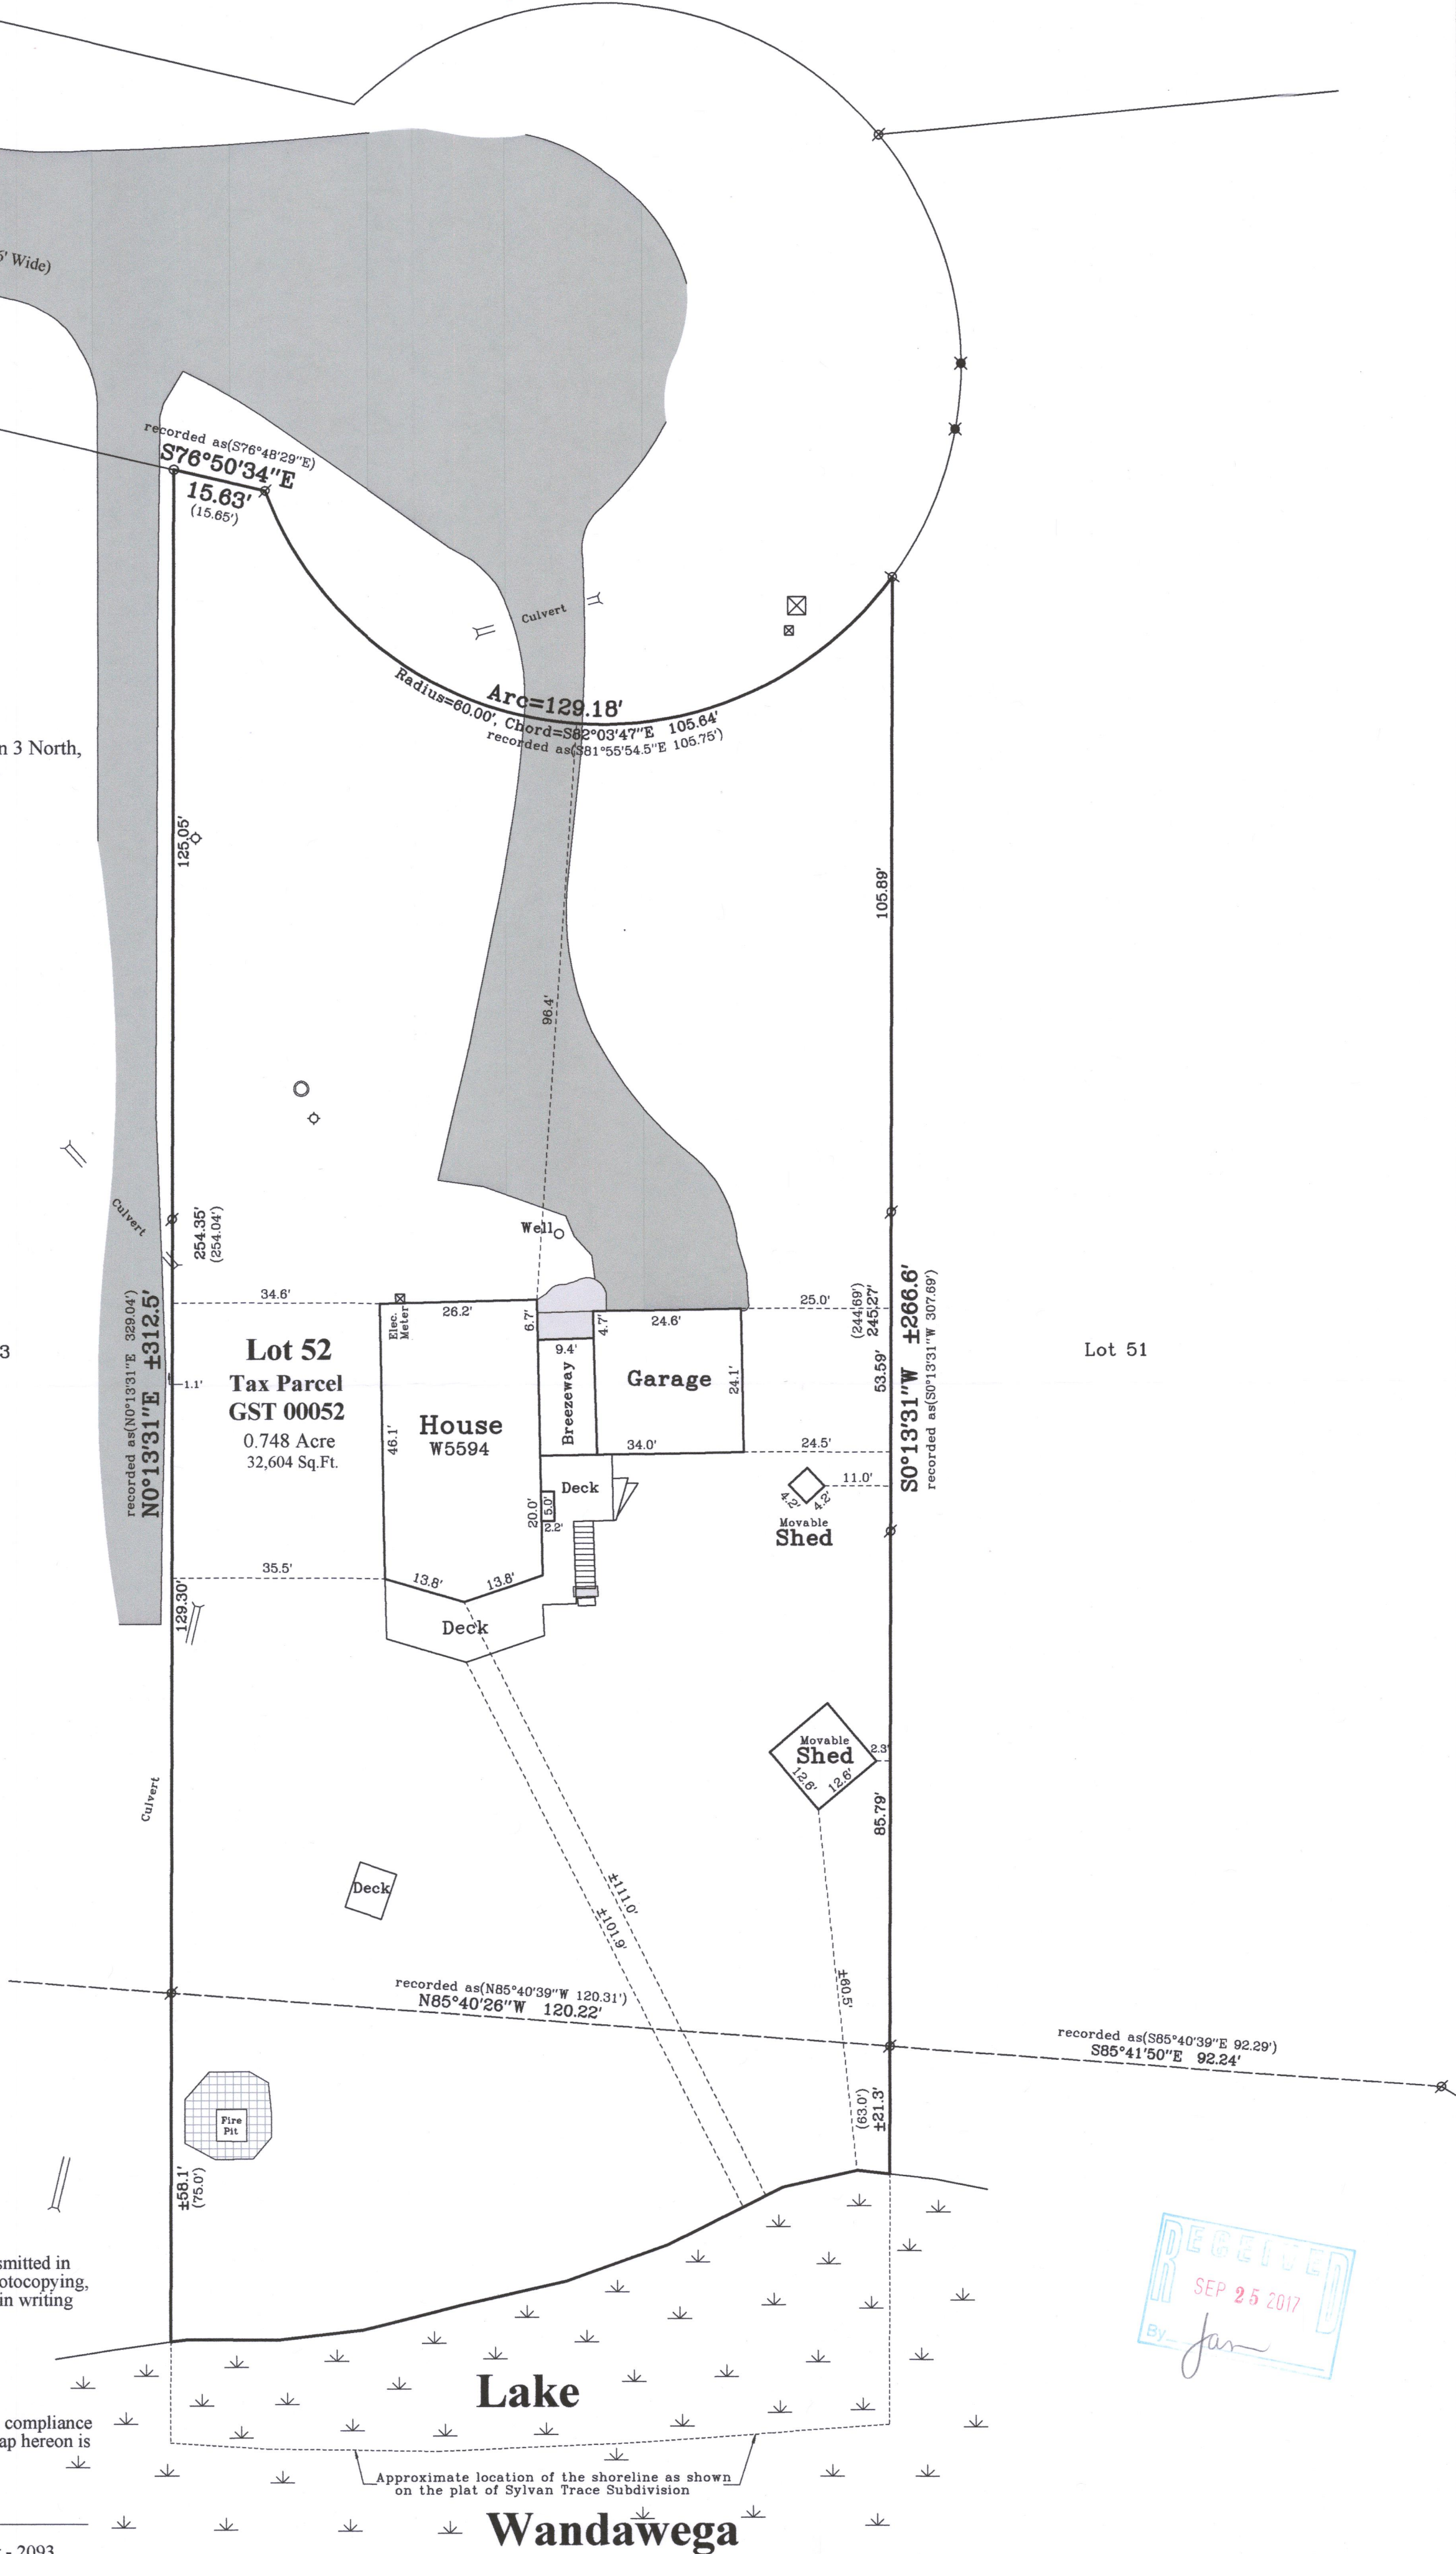 6' Wide)
recorded as(S76°48'29"E)
S76°50'34"E
15.63'
(15.65')
Culvert
Arc=129.18'
Radius=60.00', Chord=S82°03'47"E 105.64'
recorded as(S81°55'54.5"E 105.75')
n 3 North,
125.05'
105.89'
96.4'
Culvert
254.35'
(254.04')
Well
34.6'
26.2'
6.7'
4.7'
24.6'
25.0'
Elec.
Meter
(244.69')
245.27'
53.59'
S0°13'31"W ±266.6'
recorded as(S0°13'31"W 307.69')
recorded as(N0°13'31"E 329.04')
N0°13'31"E ±312.5'
1.1'
3
Lot 52
Tax Parcel
GST 00052
0.748 Acre
32,604 Sq.Ft.
46.1'
House
W5594
9.4'
Breezeway
Garage
24.1'
34.0'
24.5'
Lot 51
Deck
20.0'
5.0'
2.2'
11.0'
4.2'
4.2'
Movable
Shed
35.5'
13.8'
13.8'
129.30'
Deck
Movable
Shed
2.3'
12.6'
12.6'
85.79'
Culvert
Deck
±111.0'
±101.9'
±60.5'
recorded as(N85°40'39"W 120.31')
N85°40'26"W 120.22'
recorded as(S85°40'39"E 92.29')
S85°41'50"E 92.24'
(63.0')
±21.3'
Fire
Pit
±58.1'
(75.0')
smitted in
otocopying,
in writing
RECEIVED
SEP 25 2017
By Jan
Lake
compliance
ap hereon is
Approximate location of the shoreline as shown
on the plat of Sylvan Trace Subdivision
Wandawega
- 2093